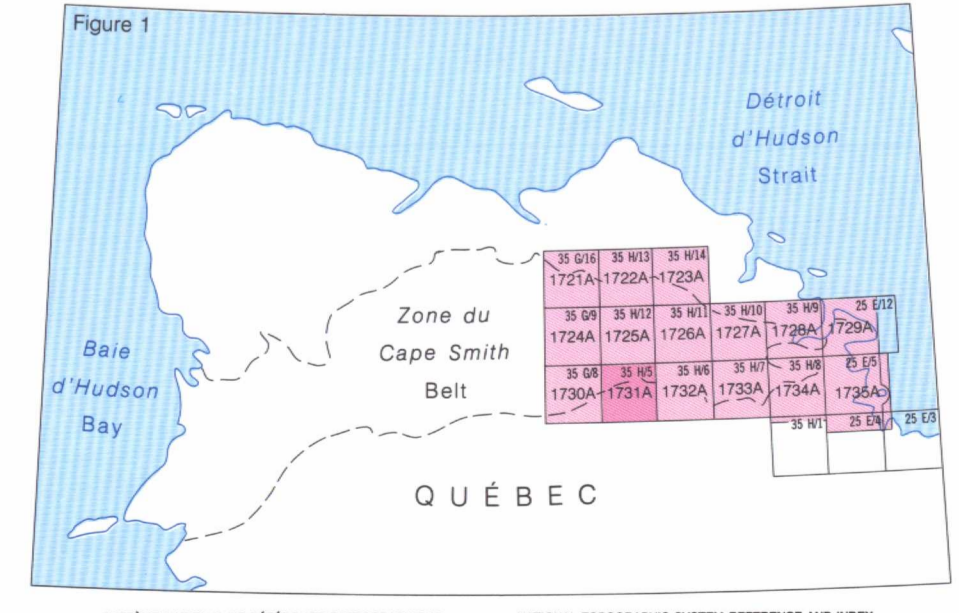 Figure 1
Détroit
d'Hudson
Strait
35 G/16 35 H/13 35 H/14
1721A 1722A 1723A
35 G/9 35 H/12 35 H/11 35 H/10 35 H/9 25 E/12
1724A 1725A 1726A 1727A 1728A 1729A
Zone du
Cape Smith
Belt
Baie
d'Hudson
Bay
35 G/8 35 H/5 35 H/6 35 H/7 35 H/8 25 E/5
1730A 1731A 1732A 1733A 1734A 1735A
35 H/1 25 E/4 25 E/3
QUÉBEC